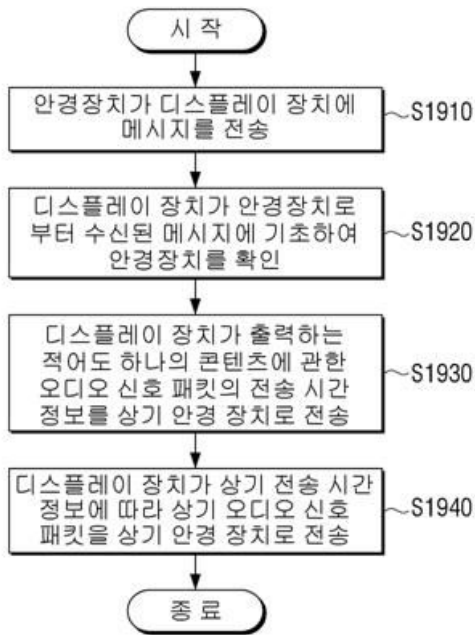 시 작
안경장치가 디스플레이 장치에
메시지를 전송
S1910
디스플레이 장치가 안경장치로
부터 수신된 메시지에 기초하여
안경장치를 확인
S1920
디스플레이 장치가 출력하는
적어도 하나의 콘텐츠에 관한
오디오 신호 패킷의 전송 시간
정보를 상기 안경 장치로 전송
S1930
디스플레이 장치가 상기 전송 시간
정보에 따라 상기 오디오 신호
패킷을 상기 안경 장치로 전송
S1940
종 료